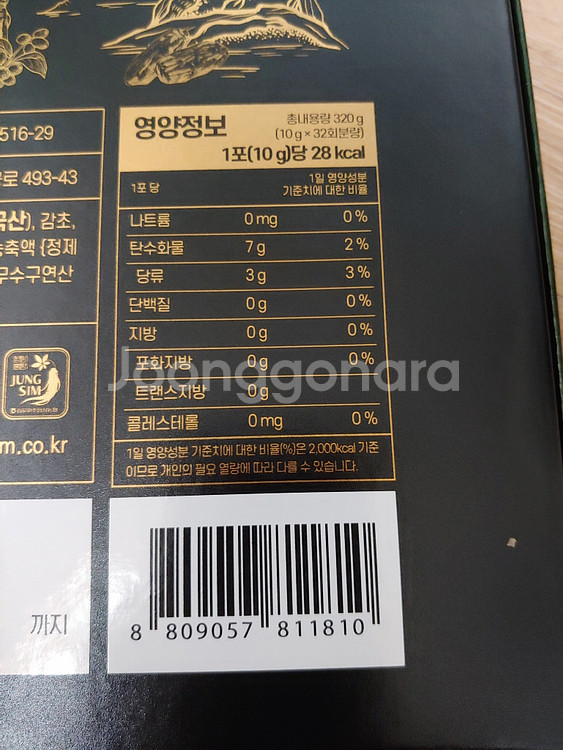 516-29
로 493-43
국산), 감초,
농축액 {정제
무수구연산
JUNG
SIM
m.co.kr
영양정보
총내용량 320 g
(10 g × 32회분량)
1포(10 g)당 28 kcal
1포 당
1일 영양성분
기준치에 대한 비율
나트륨 0 mg 0 %
탄수화물 7 g 2 %
당류 3 g 3 %
단백질 0 g 0 %
지방 0 g 0 %
포화지방 0 g 0 %
트랜스지방 0 g
콜레스테롤 0 mg 0 %
1일 영양성분 기준치에 대한 비율(%)은 2,000kcal 기준
이므로 개인의 필요 열량에 따라 다를 수 있습니다.
Joonggonara
까지
8 809057 811810